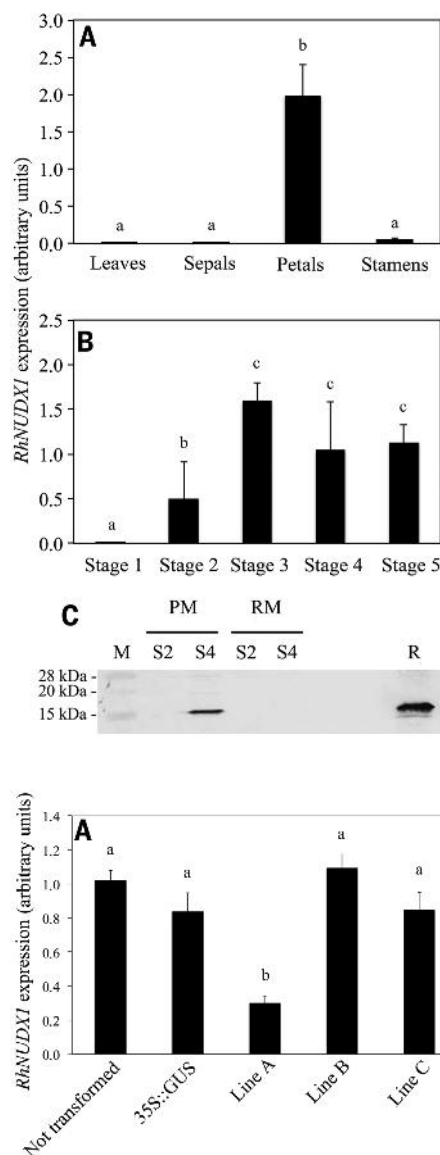 A
RhNUDX1 expression (arbitrary units)
3.0
2.5
2.0
1.5
1.0
0.5
0.0
a
a
b
a
Leaves Sepals Petals Stamens
B
2.5
2.0
1.5
1.0
0.5
0.0
a
b
c
c
c
Stage 1 Stage 2 Stage 3 Stage 4 Stage 5
C
PM RM
M S2 S4 S2 S4 R
28 kDa -
20 kDa -
15 kDa -
A
RhNUDX1 expression (arbitrary units)
1.4
1.2
1.0
0.8
0.6
0.4
0.2
0.0
a
a
b
a
a
Not transformed
35S::GUS
Line A
Line B
Line C